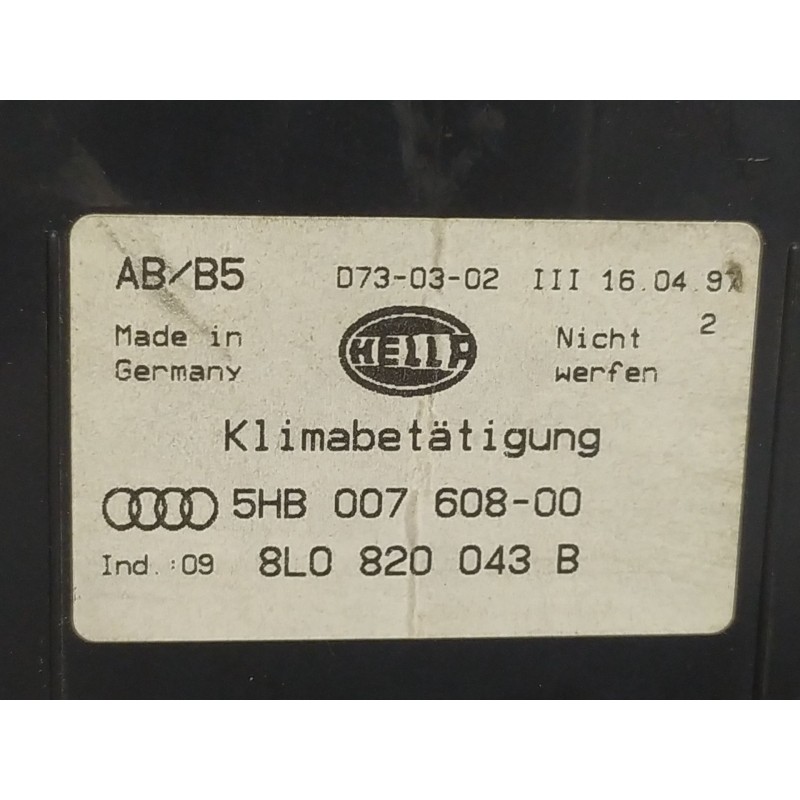 AB/B5 D73-03-02 III 16.04.97
Made in Germany
HELLA
Nicht werfen 2
Klimabetätigung
5HB 007 608-00
Ind.:09 8L0 820 043 B